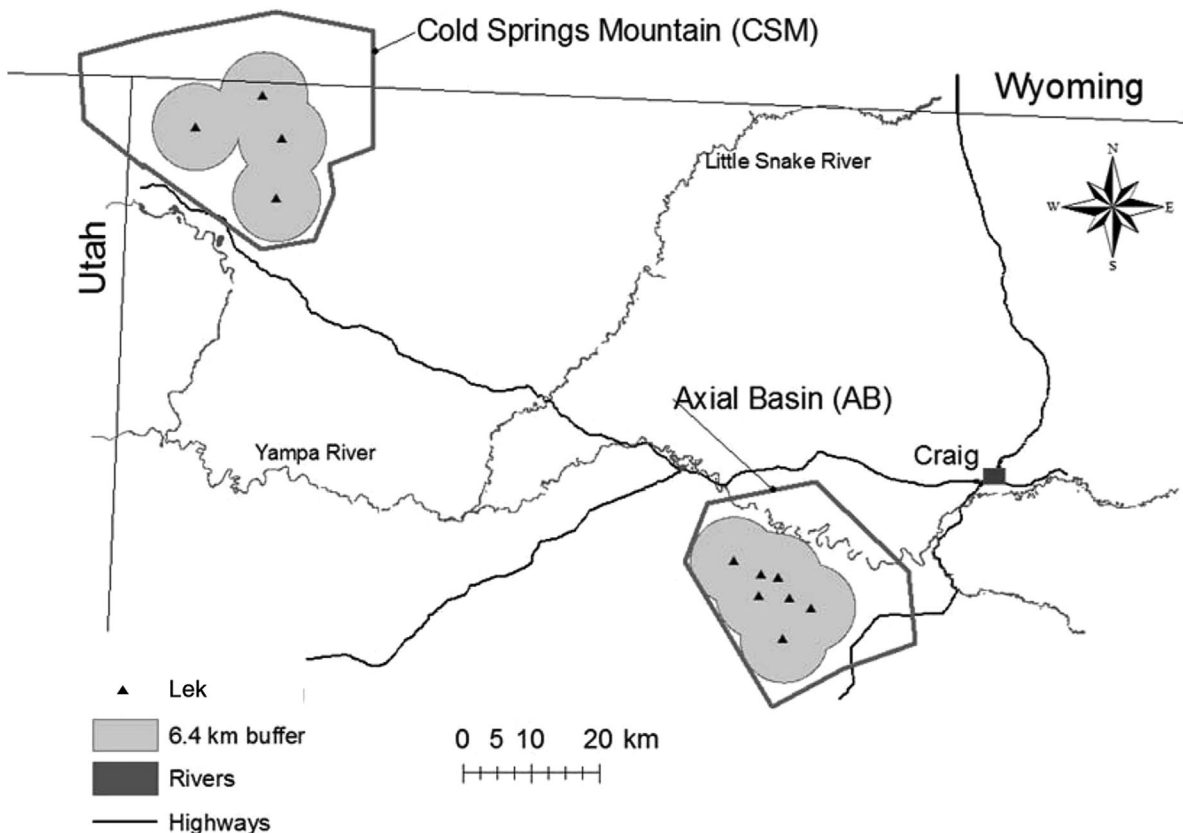 Cold Springs Mountain (CSM)
Wyoming
Little Snake River
N
W E
S
Utah
Axial Basin (AB)
Yampa River
Craig
Lek
6.4 km buffer
Rivers
Highways
0 5 10 20 km